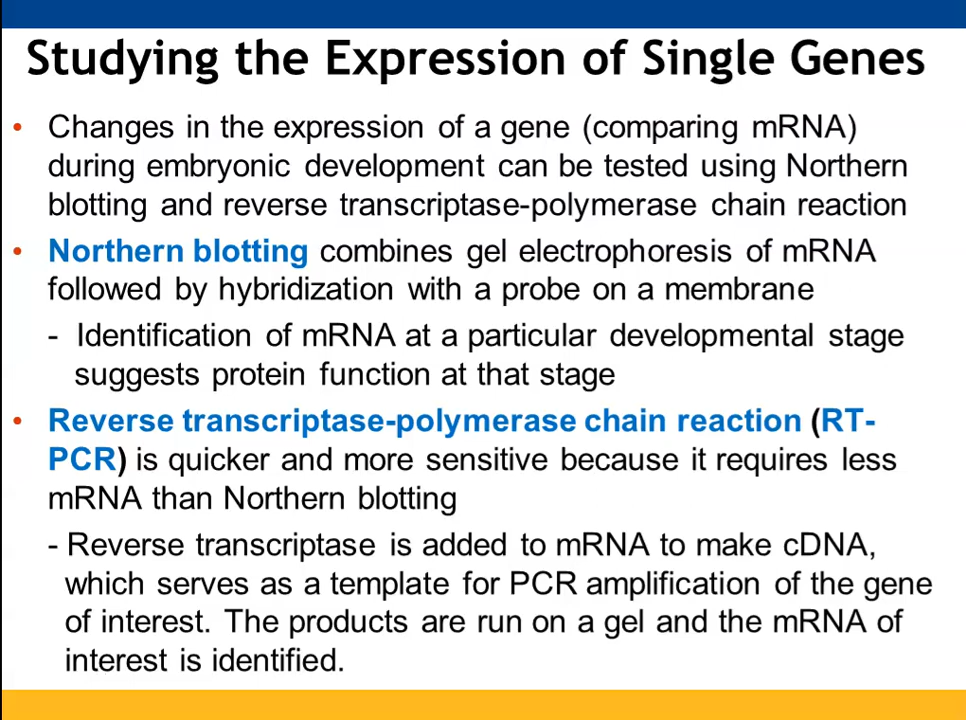 Studying the Expression of Single Genes
• Changes in the expression of a gene (comparing mRNA)
during embryonic development can be tested using Northern
blotting and reverse transcriptase-polymerase chain reaction
• Northern blotting combines gel electrophoresis of mRNA
followed by hybridization with a probe on a membrane
- Identification of mRNA at a particular developmental stage
suggests protein function at that stage
• Reverse transcriptase-polymerase chain reaction (RT-
PCR) is quicker and more sensitive because it requires less
mRNA than Northern blotting
- Reverse transcriptase is added to mRNA to make cDNA,
which serves as a template for PCR amplification of the gene
of interest. The products are run on a gel and the mRNA of
interest is identified.